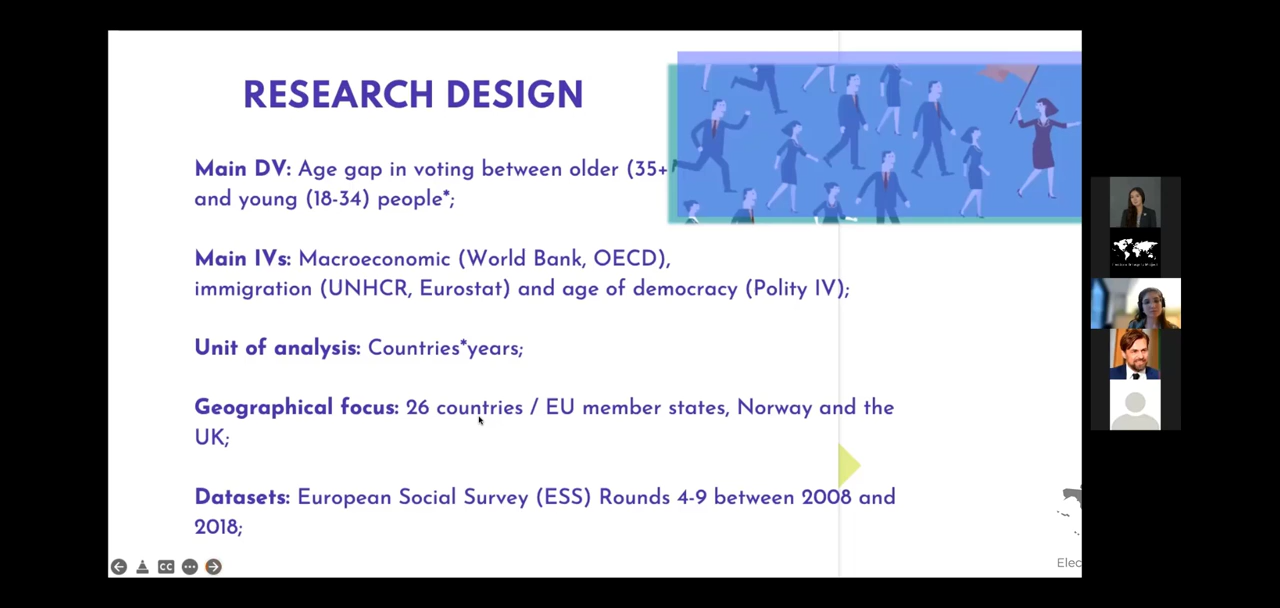 RESEARCH DESIGN
Main DV: Age gap in voting between older (35+
and young (18-34) people*;
Main IVs: Macroeconomic (World Bank, OECD),
immigration (UNHCR, Eurostat) and age of democracy (Polity IV);
Unit of analysis: Countries*years;
Geographical focus: 26 countries / EU member states, Norway and the
UK;
Datasets: European Social Survey (ESS) Rounds 4-9 between 2008 and
2018;
CC
Elec